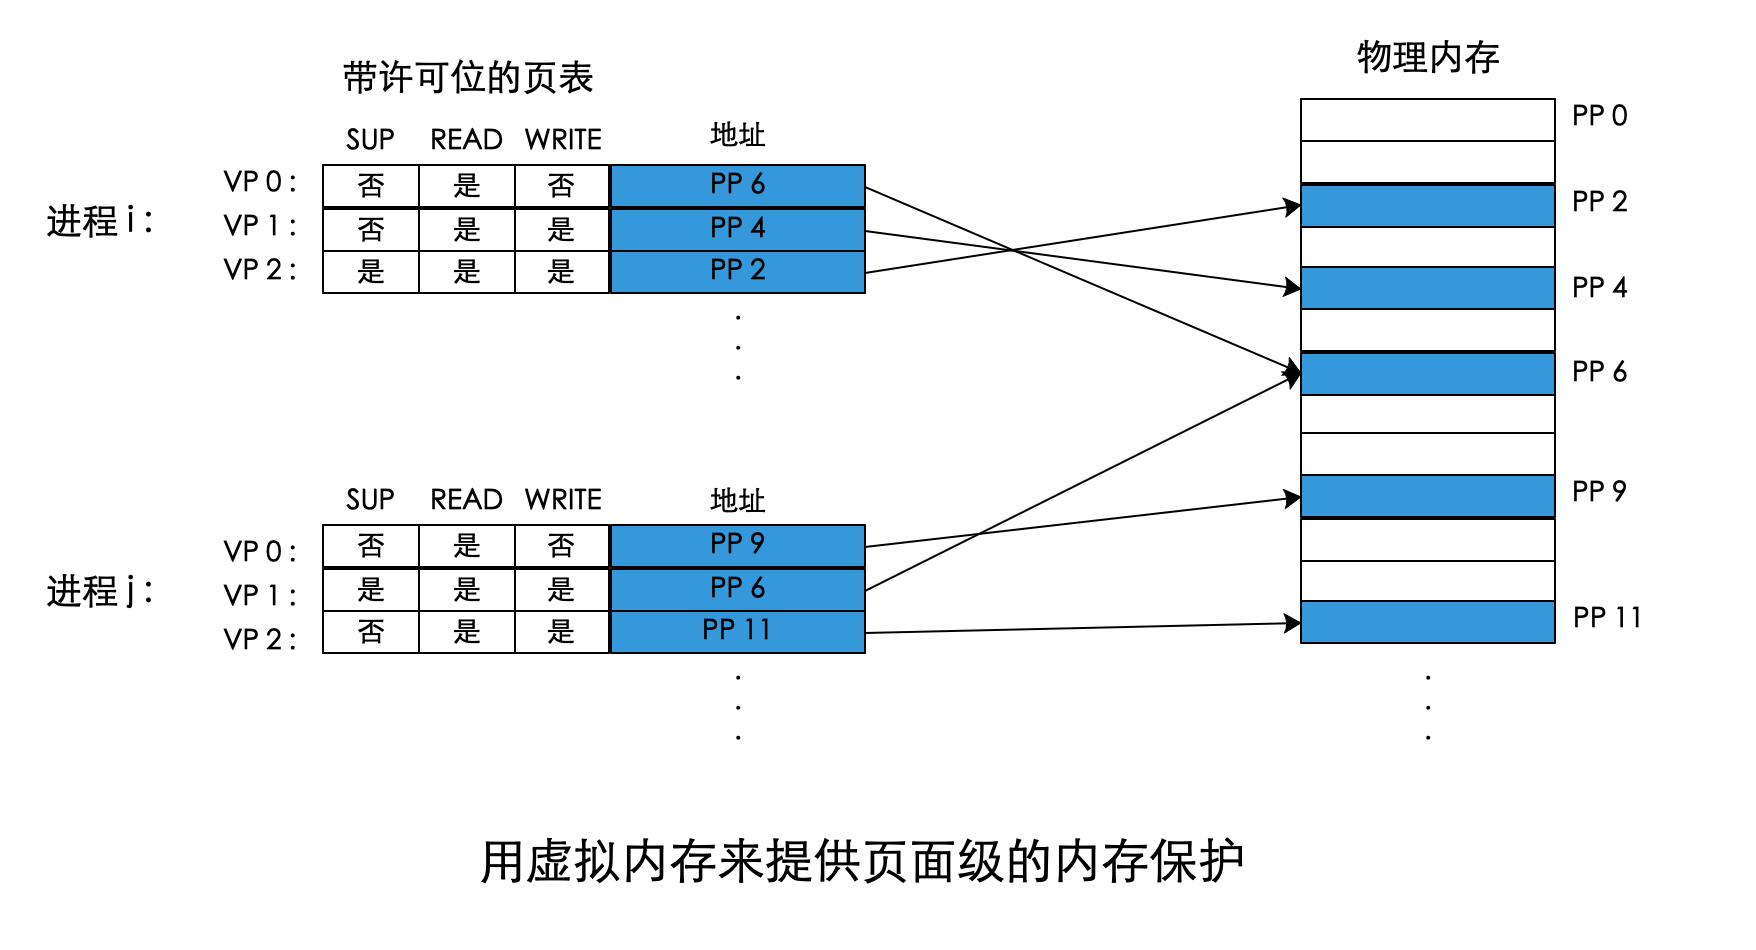 带许可位的页表
物理内存
SUP READ WRITE 地址
进程 i:
VP 0: 否 是 否 PP 6
VP 1: 否 是 是 PP 4
VP 2: 是 是 是 PP 2
.
.
.
SUP READ WRITE 地址
进程 j:
VP 0: 否 是 否 PP 9
VP 1: 是 是 是 PP 6
VP 2: 否 是 是 PP 11
.
.
.
PP 0
PP 2
PP 4
PP 6
PP 9
PP 11
.
.
.
用虚拟内存来提供页面级的内存保护